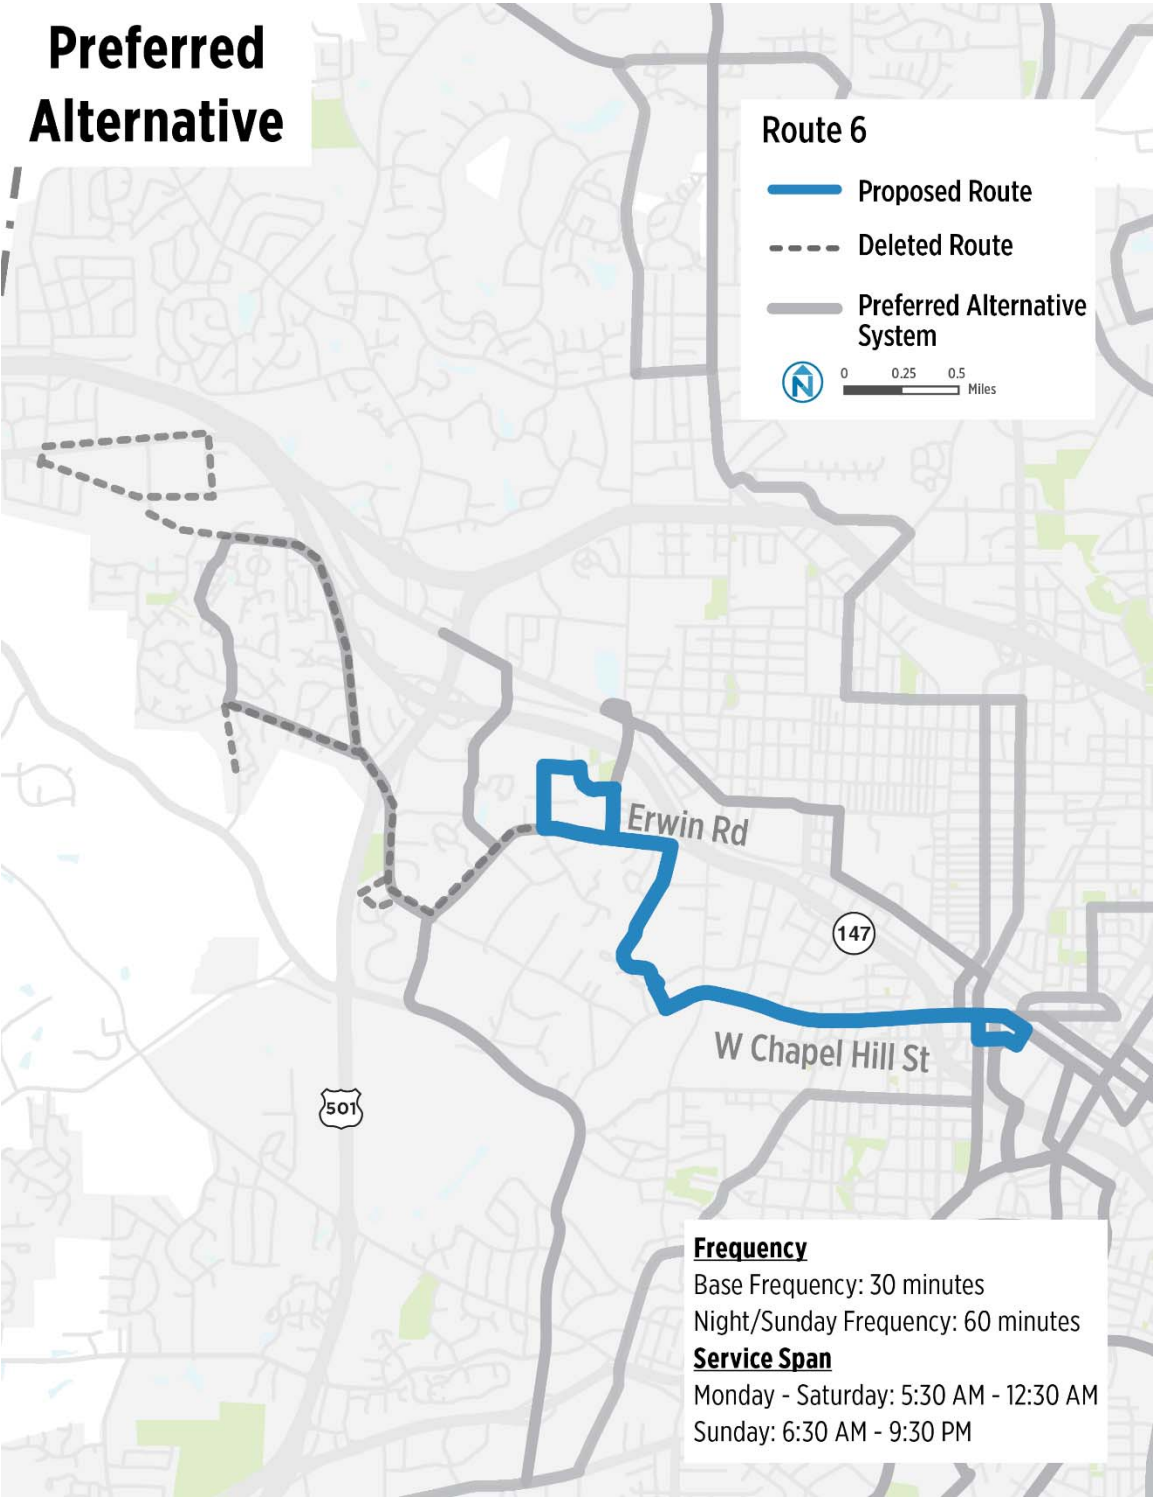 Preferred
Alternative
Route 6
Proposed Route
Deleted Route
Preferred Alternative
System
N
0 0.25 0.5
Miles
Erwin Rd
147
W Chapel Hill St
501
Frequency
Base Frequency: 30 minutes
Night/Sunday Frequency: 60 minutes
Service Span
Monday - Saturday: 5:30 AM - 12:30 AM
Sunday: 6:30 AM - 9:30 PM